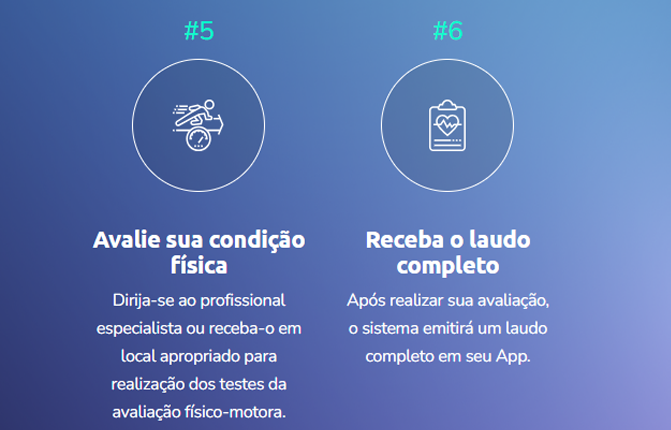 #5
Avalie sua condição
física
Dirija-se ao profissional
especialista ou receba-o em
local apropriado para
realização dos testes da
avaliação físico-motora.
#6
Receba o laudo
completo
Após realizar sua avaliação,
o sistema emitirá um laudo
completo em seu App.